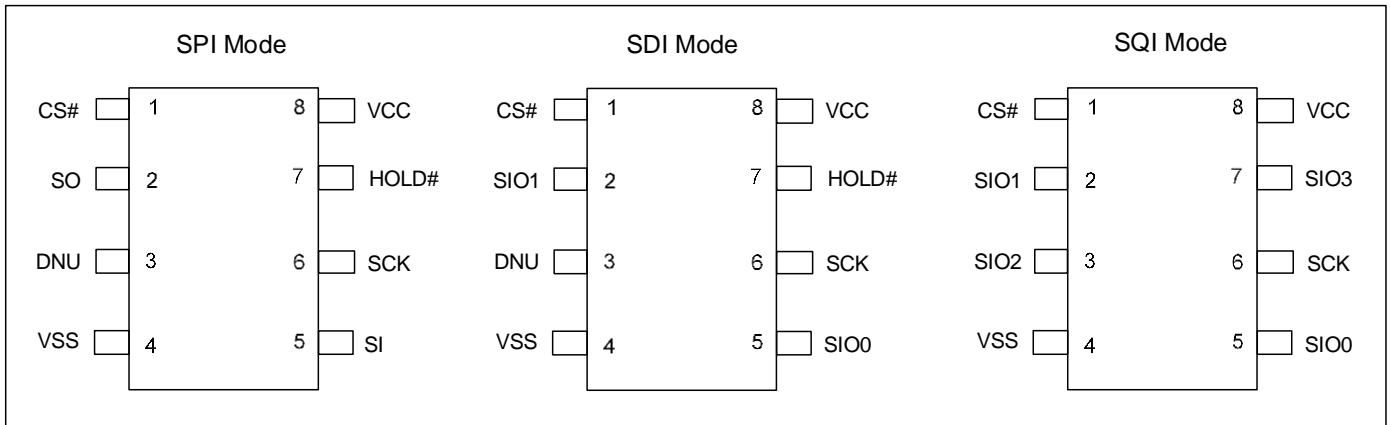 SPI Mode
CS# 1 8 VCC
SO 2 7 HOLD#
DNU 3 6 SCK
VSS 4 5 SI
SDI Mode
CS# 1 8 VCC
SIO1 2 7 HOLD#
DNU 3 6 SCK
VSS 4 5 SIO0
SQI Mode
CS# 1 8 VCC
SIO1 2 7 SIO3
SIO2 3 6 SCK
VSS 4 5 SIO0